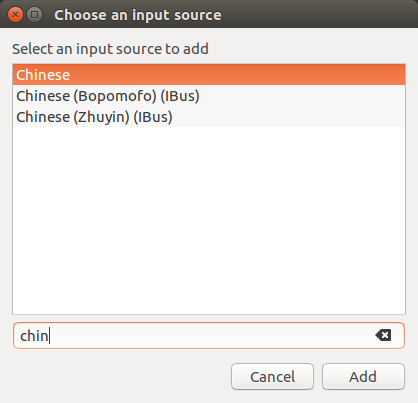 Choose an input source
Select an input source to add
Chinese
Chinese (Bopomofo) (IBus)
Chinese (Zhuyin) (IBus)
chin
Cancel
Add